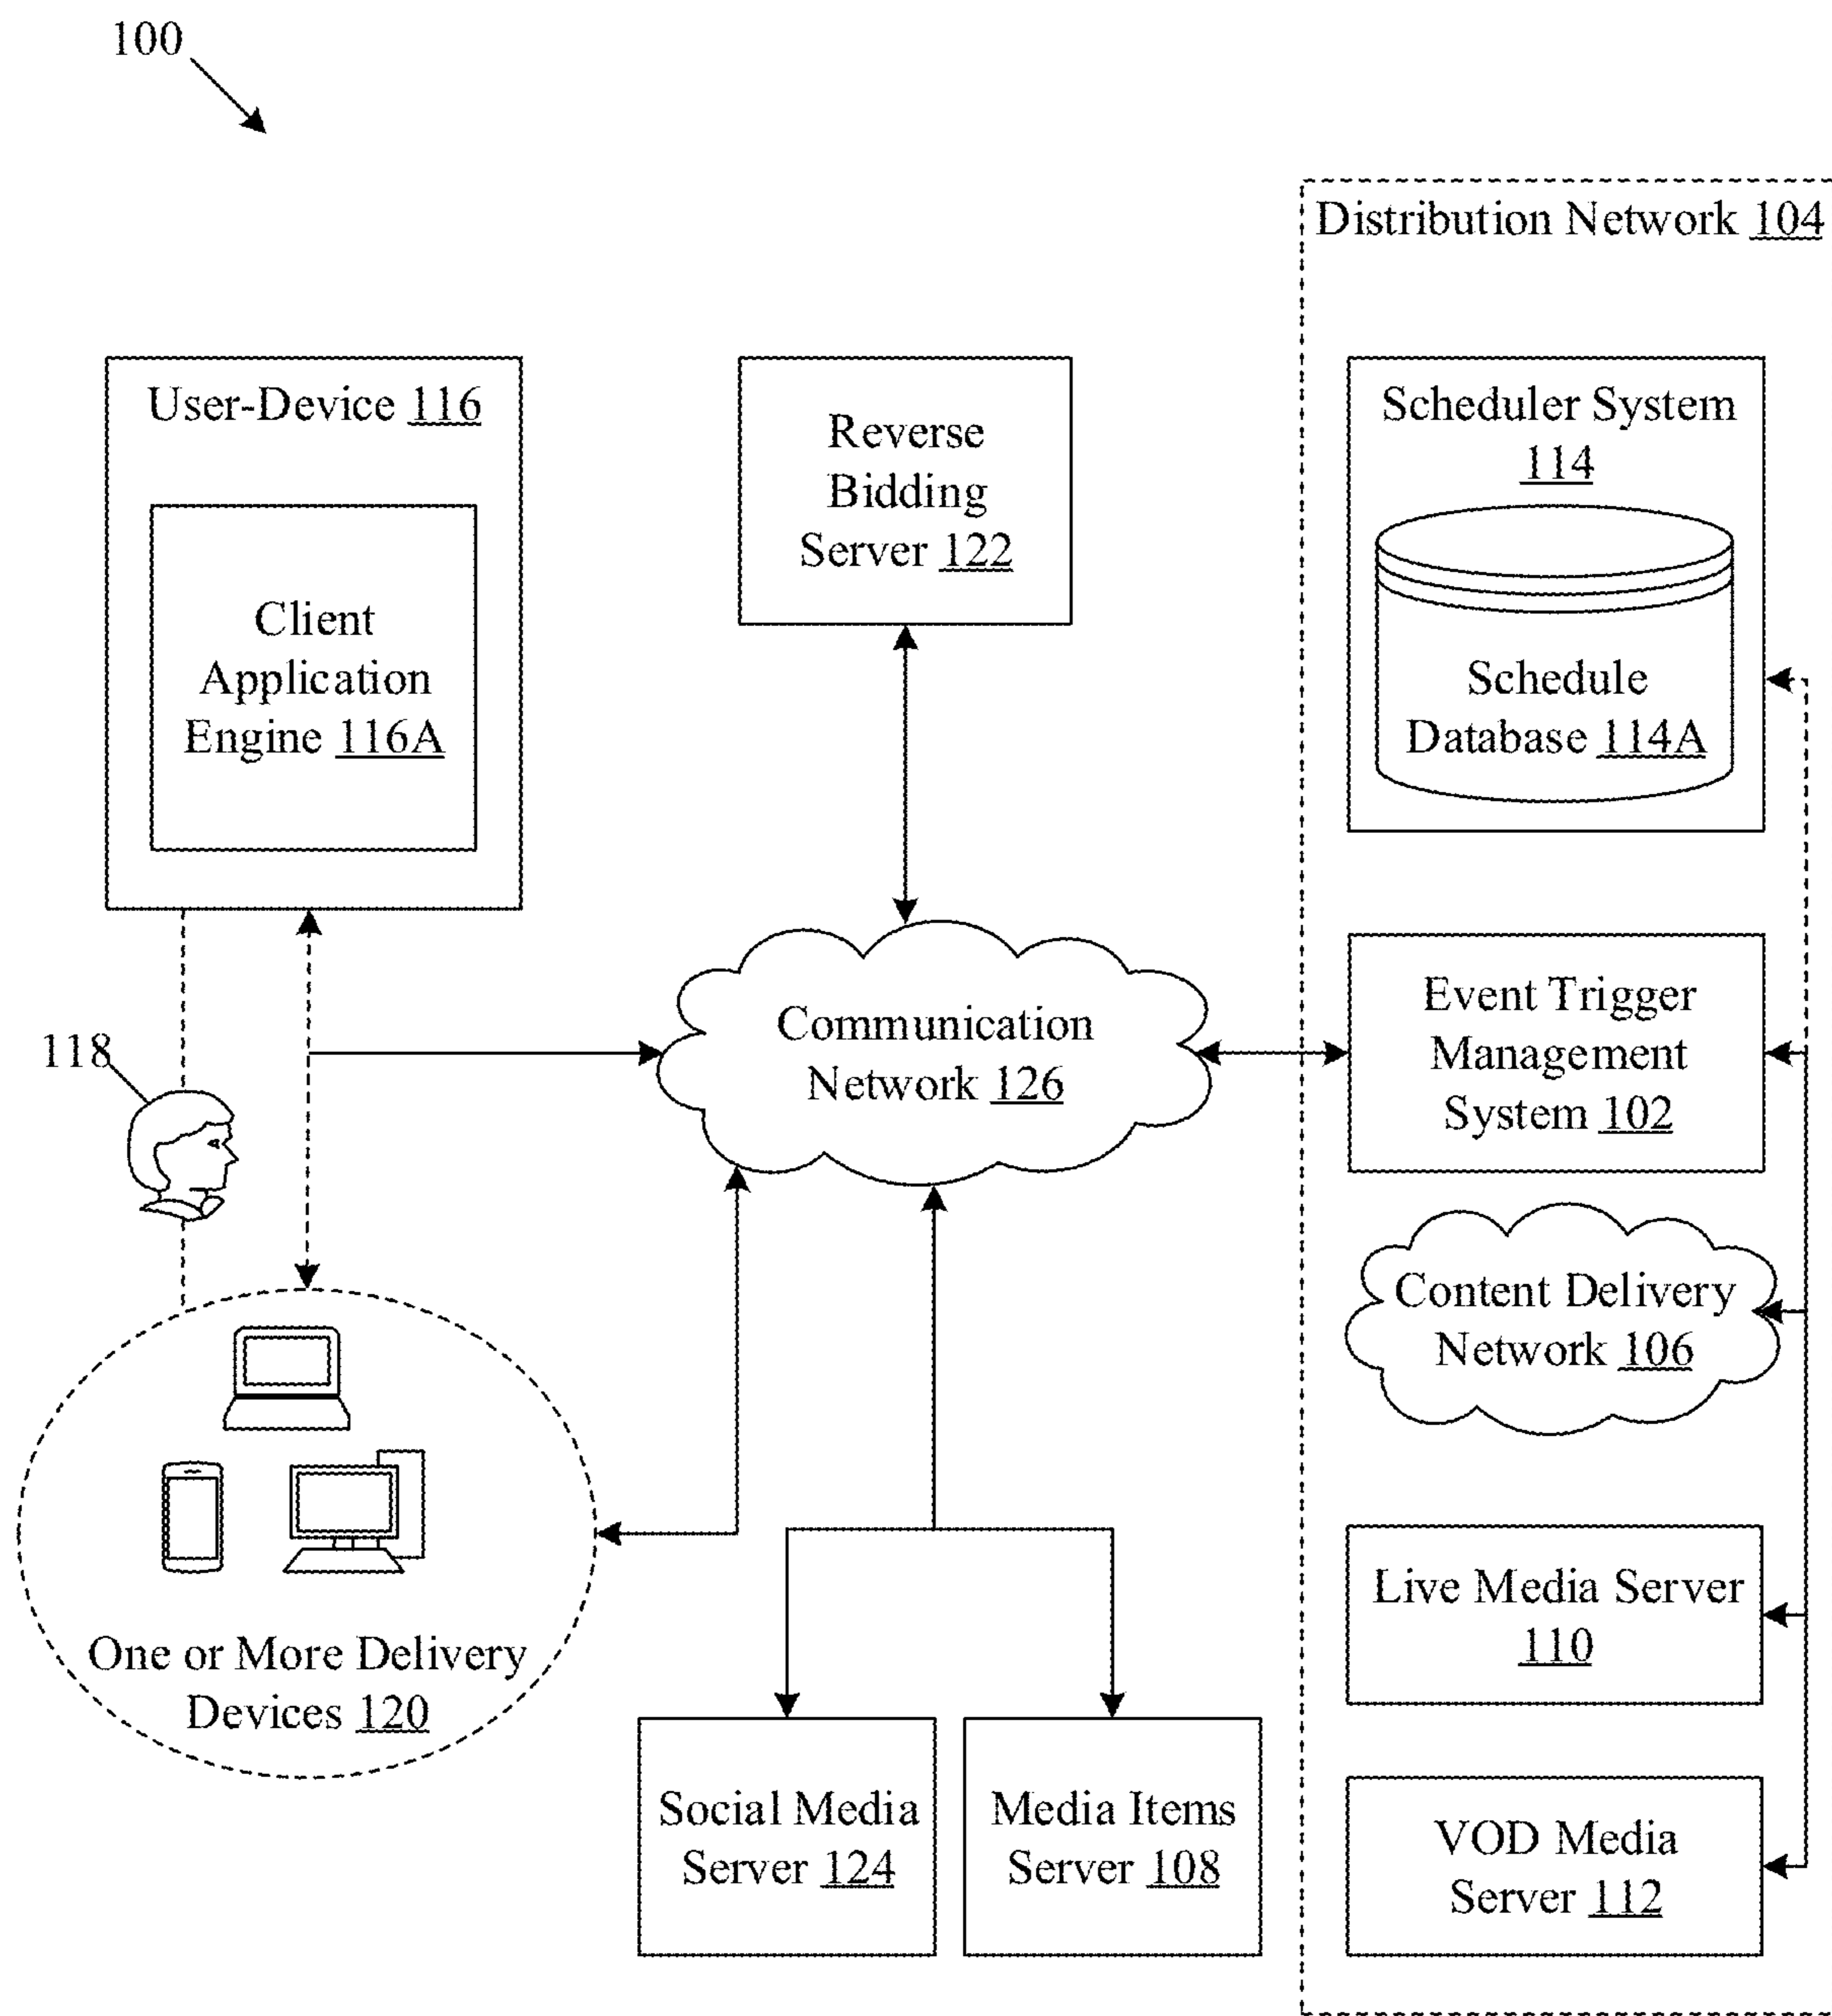 100
Distribution Network 104
User-Device 116
Client
Application
Engine 116A
Reverse
Bidding
Server 122
Scheduler System
114
Schedule
Database 114A
118
Communication
Network 126
Event Trigger
Management
System 102
Content Delivery
Network 106
One or More Delivery
Devices 120
Live Media Server
110
Social Media
Server 124
Media Items
Server 108
VOD Media
Server 112